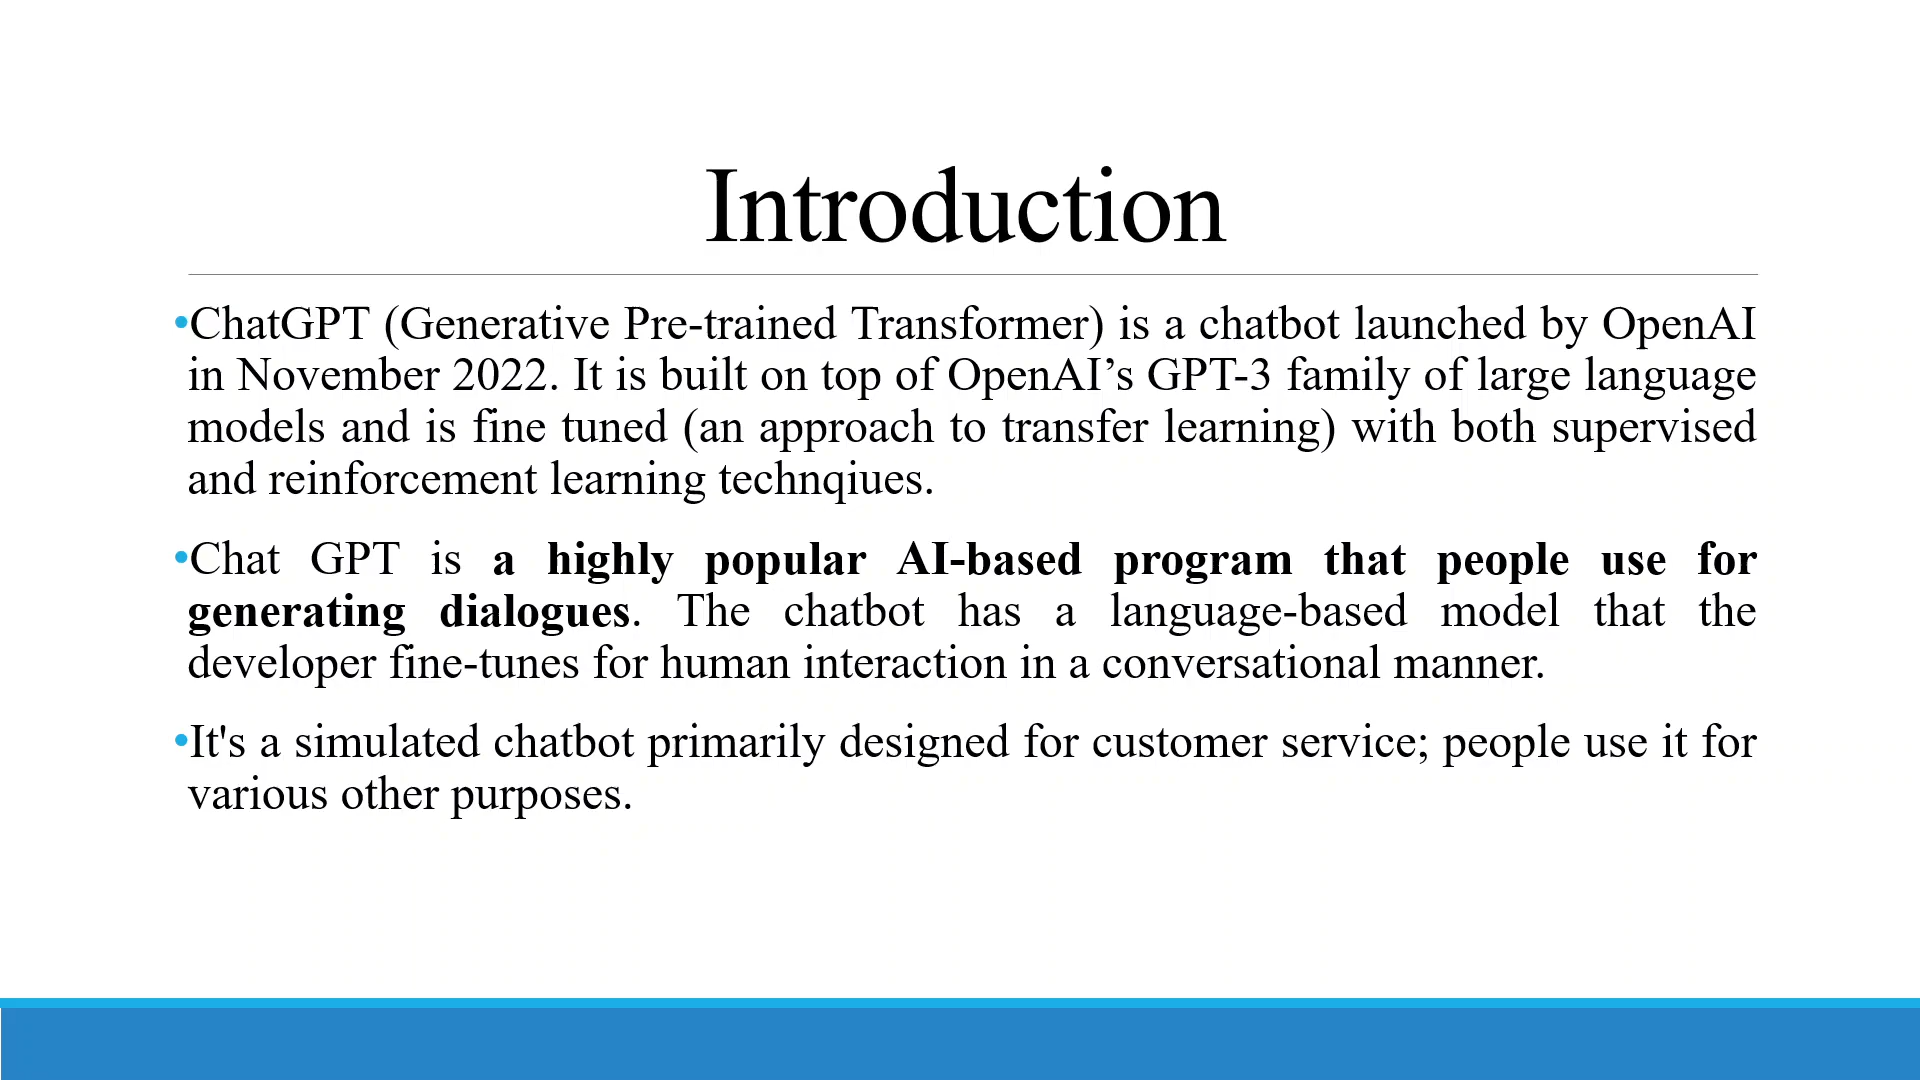 Introduction
•ChatGPT (Generative Pre-trained Transformer) is a chatbot launched by OpenAI
in November 2022. It is built on top of OpenAI’s GPT-3 family of large language
models and is fine tuned (an approach to transfer learning) with both supervised
and reinforcement learning technqiues.
•Chat GPT is a highly popular AI-based program that people use for
generating dialogues. The chatbot has a language-based model that the
developer fine-tunes for human interaction in a conversational manner.
•It's a simulated chatbot primarily designed for customer service; people use it for
various other purposes.